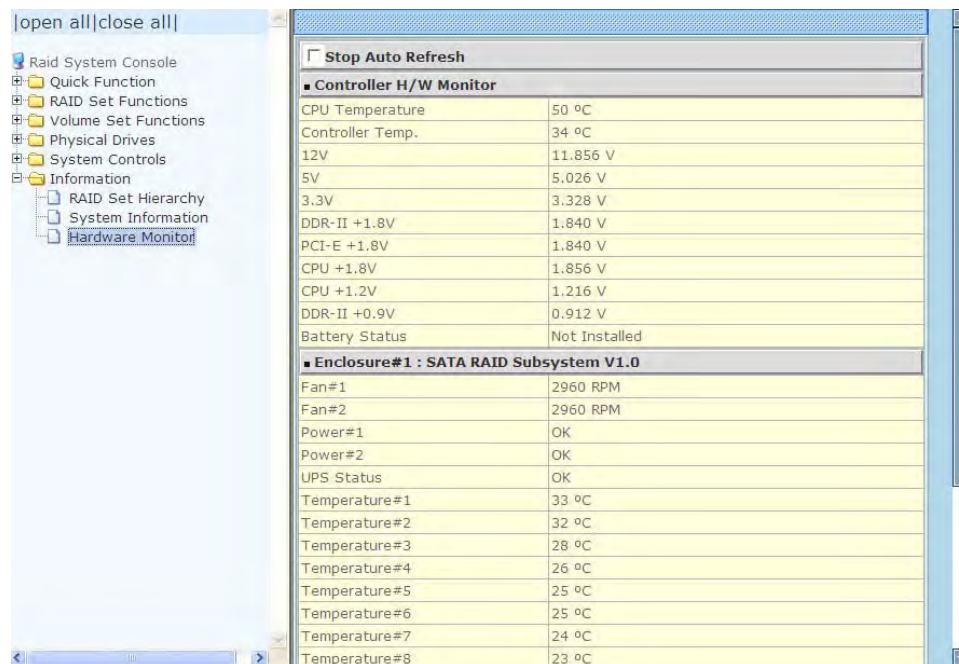 |open all|close all|
Raid System Console
Quick Function
RAID Set Functions
Volume Set Functions
Physical Drives
System Controls
Information
RAID Set Hierarchy
System Information
Hardware Monitor
Stop Auto Refresh
Controller H/W Monitor
CPU Temperature 50 ºC
Controller Temp. 34 ºC
12V 11.856 V
5V 5.026 V
3.3V 3.328 V
DDR-II +1.8V 1.840 V
PCI-E +1.8V 1.840 V
CPU +1.8V 1.856 V
CPU +1.2V 1.216 V
DDR-II +0.9V 0.912 V
Battery Status Not Installed
Enclosure#1 : SATA RAID Subsystem V1.0
Fan#1 2960 RPM
Fan#2 2960 RPM
Power#1 OK
Power#2 OK
UPS Status OK
Temperature#1 33 ºC
Temperature#2 32 ºC
Temperature#3 28 ºC
Temperature#4 26 ºC
Temperature#5 25 ºC
Temperature#6 25 ºC
Temperature#7 24 ºC
Temperature#8 23 ºC